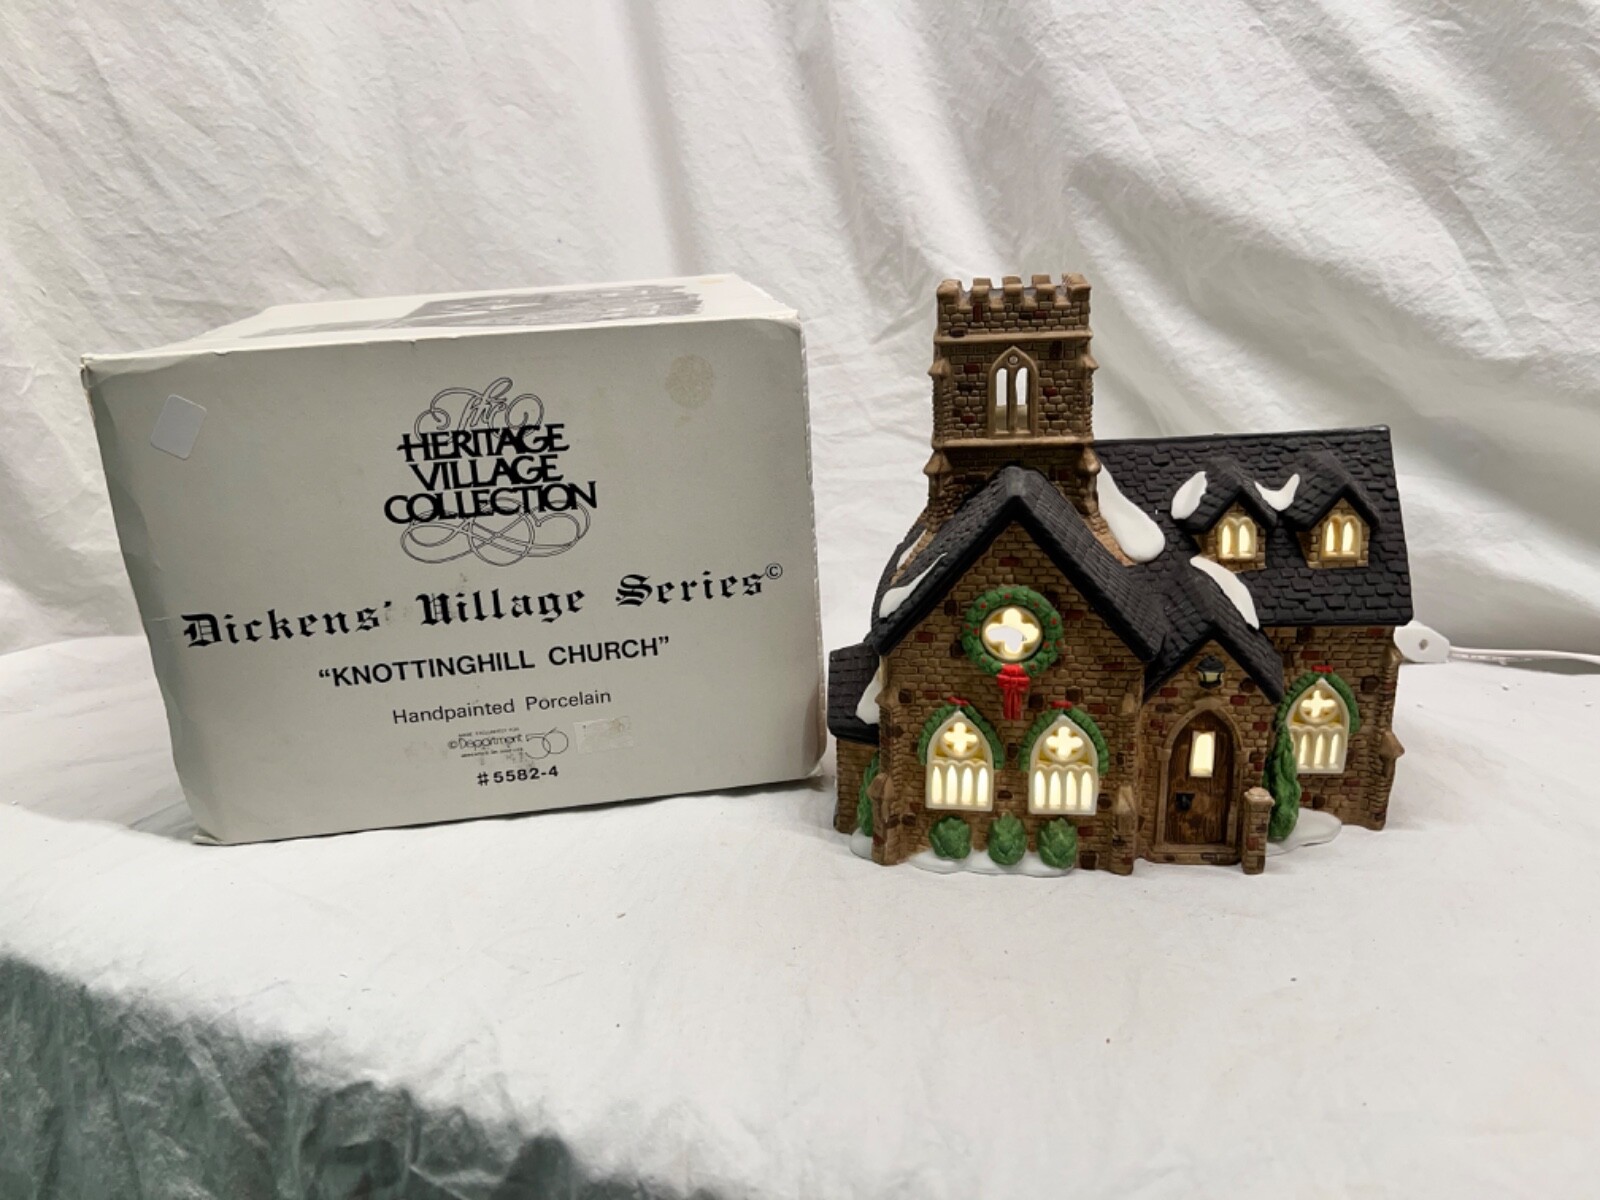 The
HERITAGE
VILLAGE
COLLECTION
Dickens' Village Series©
"KNOTTINGHILL CHURCH"
Handpainted Porcelain
©Department 56
#5582-4